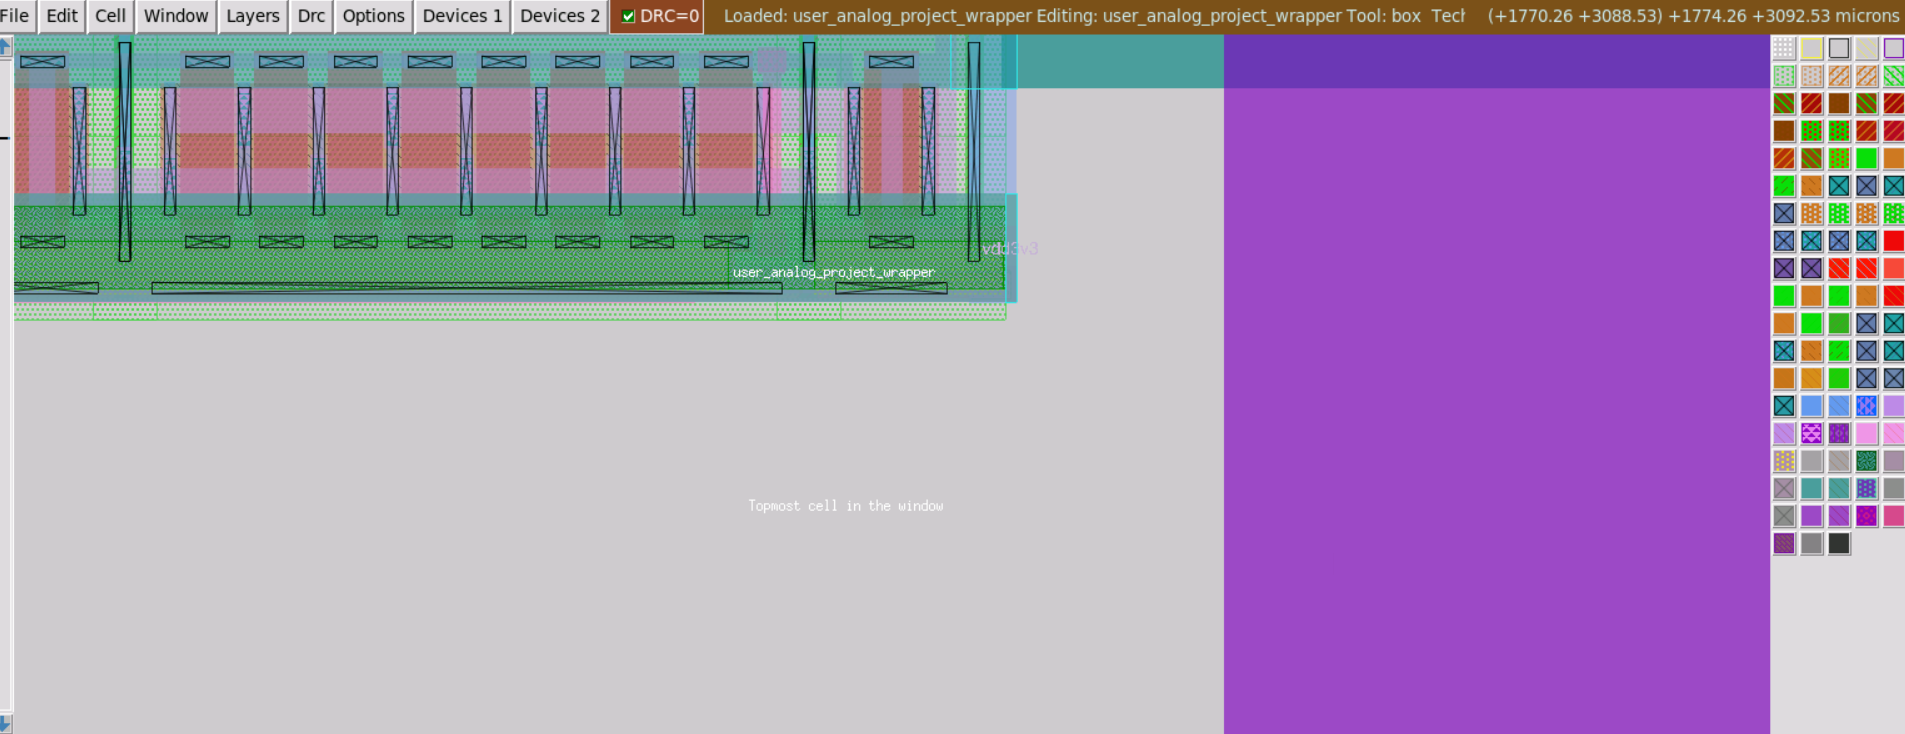 File Edit Cell Window Layers Drc Options Devices 1 Devices 2 DRC=0 Loaded: user_analog_project_wrapper Editing: user_analog_project_wrapper Tool: box Tech (+1770.26 +3088.53) +1774.26 +3092.53 microns
vdd3v3
user_analog_project_wrapper
Topmost cell in the window